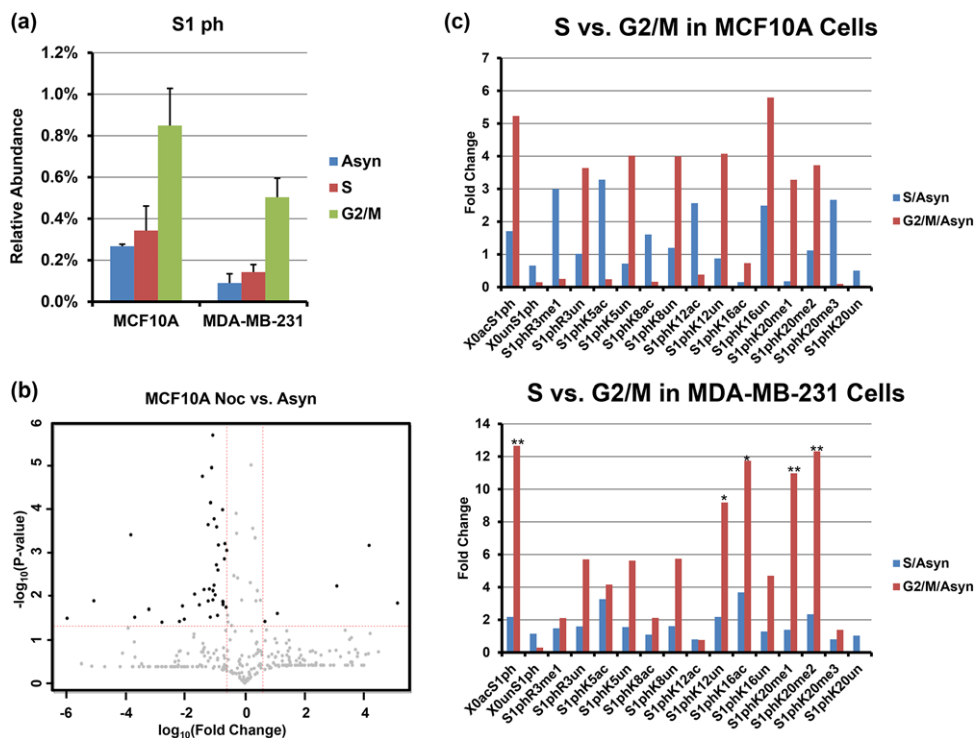 (a)
S1 ph
Relative Abundance
1.2%
1.0%
0.8%
0.6%
0.4%
0.2%
0.0%
MCF10A MDA-MB-231
Asyn
S
G2/M
(b)
MCF10A Noc vs. Asyn
-log10(P-value)
6
5
4
3
2
1
0
-6 -4 -2 0 2 4
log10(Fold Change)
(c)
S vs. G2/M in MCF10A Cells
Fold Change
7
6
5
4
3
2
1
0
S/Asyn
G2/M/Asyn
X0acS1ph
X0unS1ph
S1phR3me1
S1phR3un
S1phK5ac
S1phK5un
S1phK8ac
S1phK8un
S1phK12ac
S1phK12un
S1phK16ac
S1phK16un
S1phK20me1
S1phK20me2
S1phK20me3
S1phK20un
S vs. G2/M in MDA-MB-231 Cells
Fold Change
14
12
10
8
6
4
2
0
**
*
*
**
**
S/Asyn
G2/M/Asyn
X0acS1ph
X0unS1ph
S1phR3me1
S1phR3un
S1phK5ac
S1phK5un
S1phK8ac
S1phK8un
S1phK12ac
S1phK12un
S1phK16ac
S1phK16un
S1phK20me1
S1phK20me2
S1phK20me3
S1phK20un